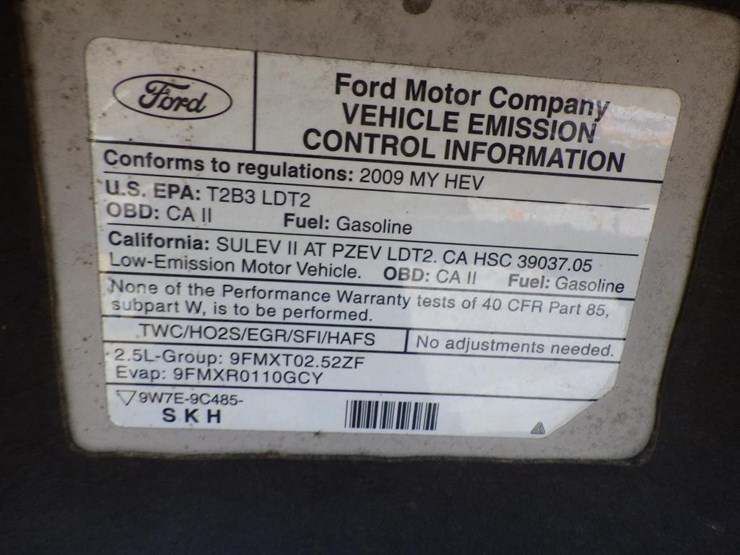 Ford
Ford Motor Company
VEHICLE EMISSION
CONTROL INFORMATION
Conforms to regulations: 2009 MY HEV
U.S. EPA: T2B3 LDT2
OBD: CA II Fuel: Gasoline
California: SULEV II AT PZEV LDT2. CA HSC 39037.05
Low-Emission Motor Vehicle. OBD: CA II Fuel: Gasoline
None of the Performance Warranty tests of 40 CFR Part 85,
subpart W, is to be performed.
TWC/HO2S/EGR/SFI/HAFS
No adjustments needed.
2.5L-Group: 9FMXT02.52ZF
Evap: 9FMXR0110GCY
9W7E-9C485-
SKH